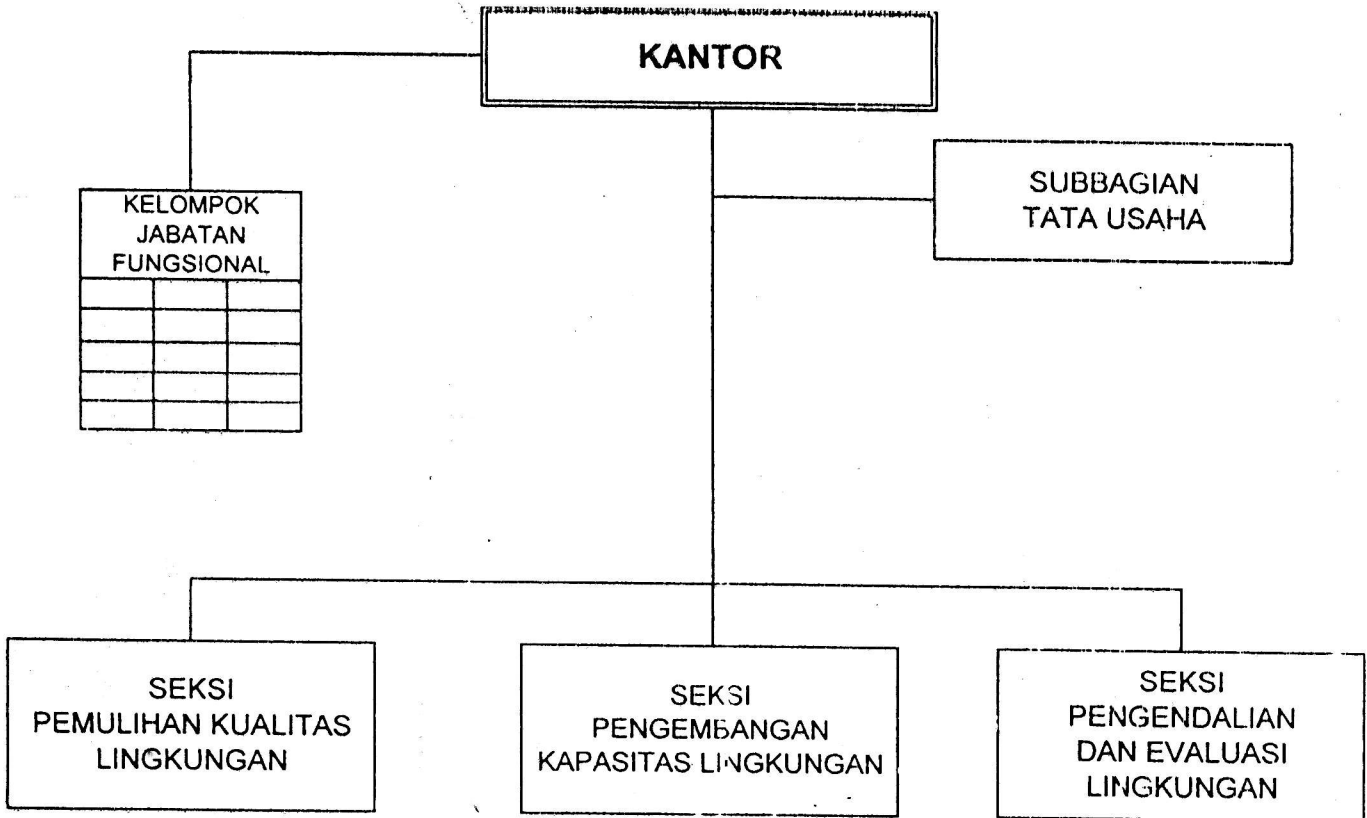 KANTOR
SUBBAGIAN
TATA USAHA
KELOMPOK
JABATAN
FUNGSIONAL
SEKSI
PEMULIHAN KUALITAS
LINGKUNGAN
SEKSI
PENGEMBANGAN
KAPASITAS LINGKUNGAN
SEKSI
PENGENDALIAN
DAN EVALUASI
LINGKUNGAN